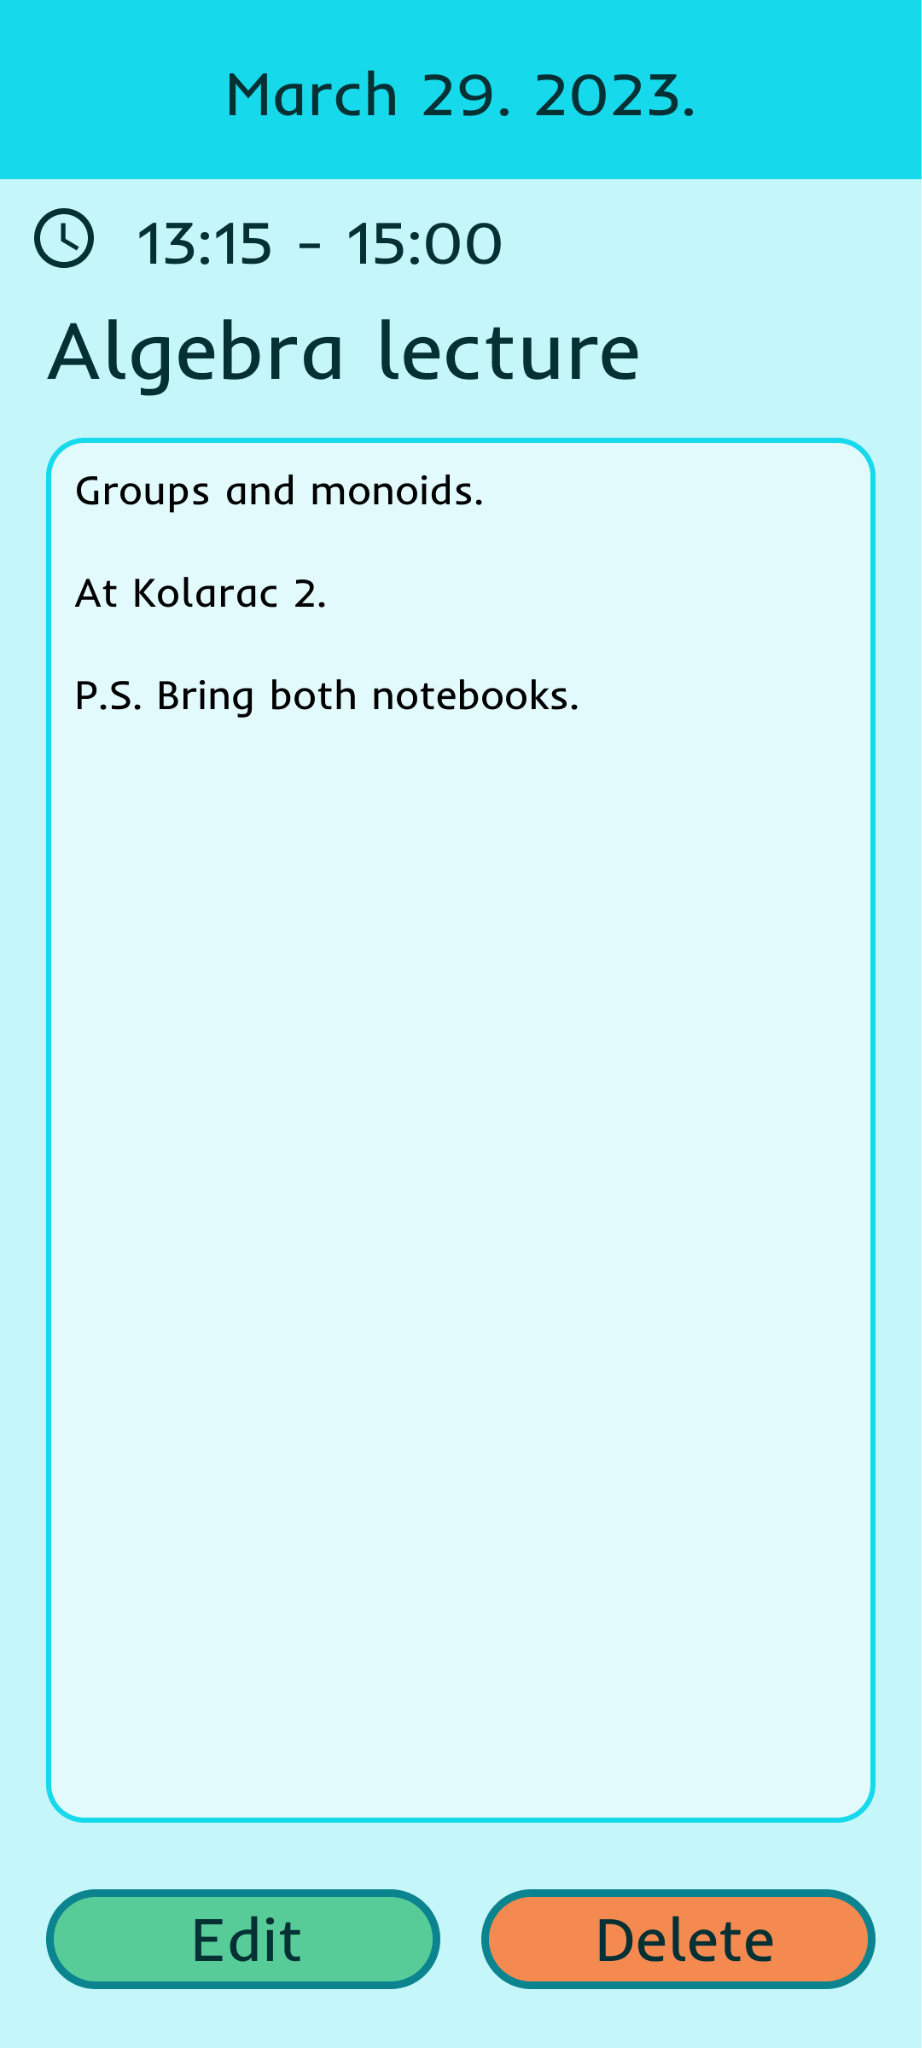 March 29. 2023.
13:15 - 15:00
Algebra lecture
Groups and monoids.
At Kolarac 2.
P.S. Bring both notebooks.
Edit
Delete